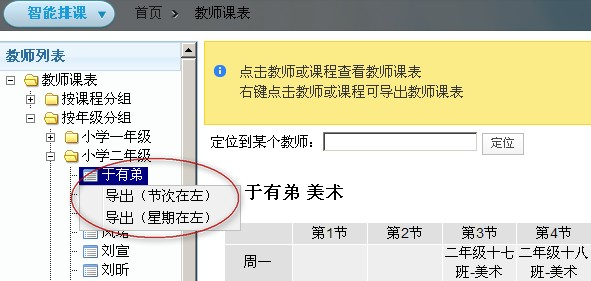 智能排课 首页 > 教师课表
教师列表
教师课表
按课程分组
按年级分组
小学一年级
小学二年级
于有弟
导出（节次在左）
导出（星期在左）
刘宣
刘昕
点击教师或课程查看教师课表
右键点击教师或课程可导出教师课表
定位到某个教师： 定位
于有弟 美术
第1节 第2节 第3节 第4节
周一 二年级十七 二年级十八
班-美术 班-美术